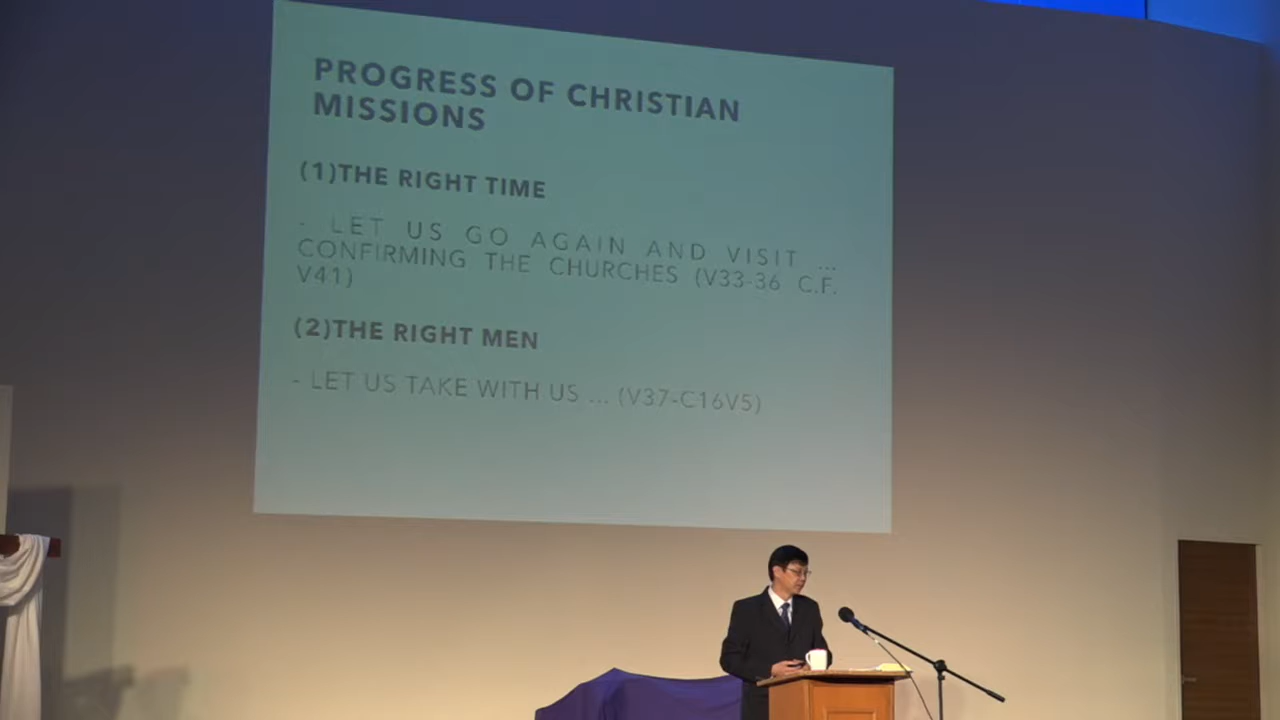 PROGRESS OF CHRISTIAN
MISSIONS
(1)THE RIGHT TIME
- LET US GO AGAIN AND VISIT ...
CONFIRMING THE CHURCHES (V33-36 C.F.
V41)
(2)THE RIGHT MEN
- LET US TAKE WITH US ... (V37-C16V5)